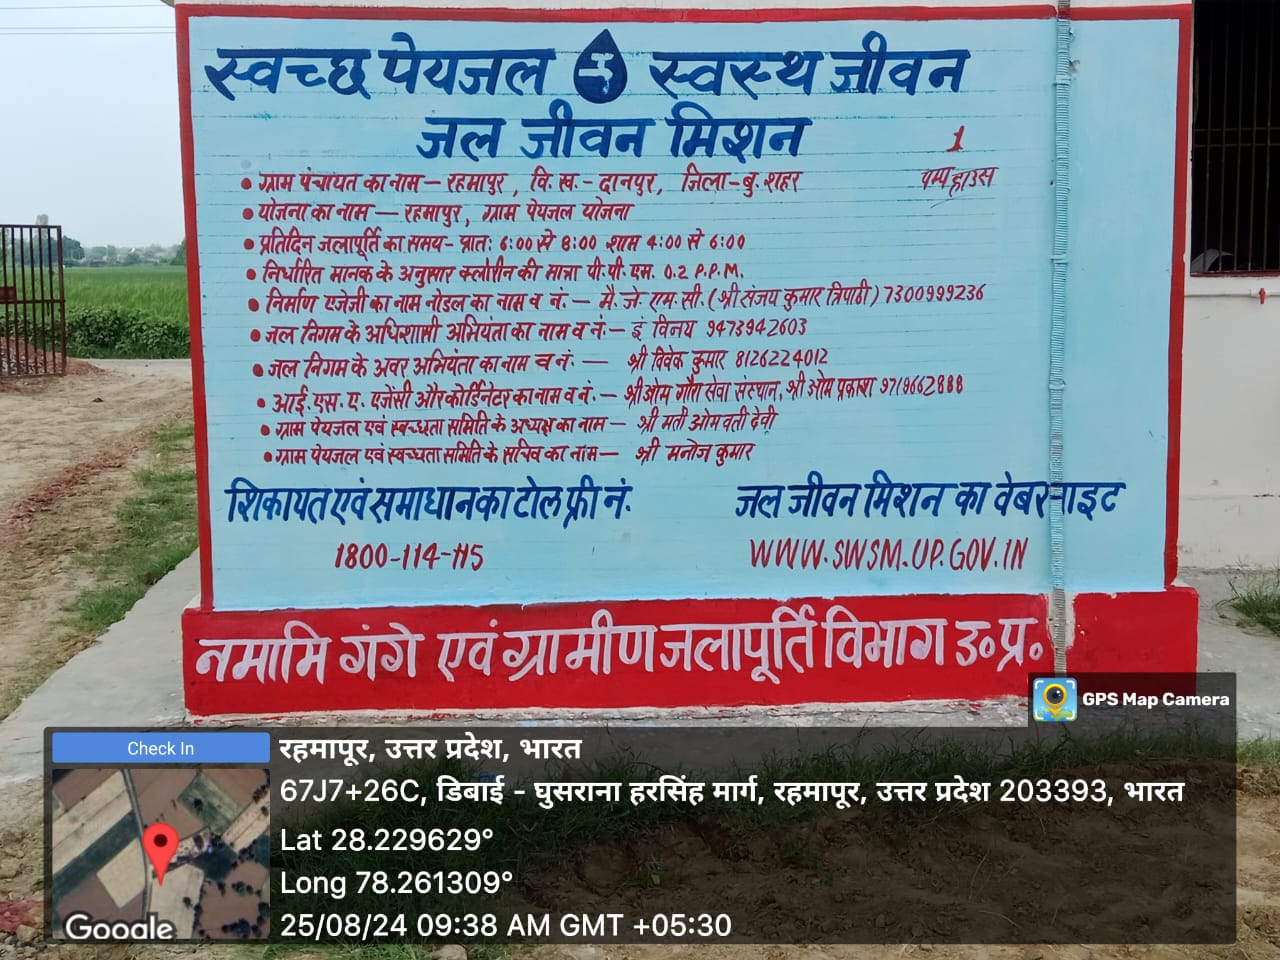 स्वच्छ पेयजल स्वस्थ जीवन
जल जीवन मिशन
1
पम्प हाउस
• ग्राम पंचायत का नाम — रहमापुर, वि.ख.- दानपुर, जिला-बु. शहर
• योजना का नाम — रहमापुर, ग्राम पेयजल योजना
• प्रतिदिन जलापूर्ति का समय- प्रात: 6:00 से 8:00 शाम 4:00 से 6:00
• निर्धारित मानक के अनुसार क्लोरीन की मात्रा पी.पी.एम. 0.2 P.P.M.
• निर्माण एजेंजी का नाम नोडल का नाम व नं. — मै. जे. एम. सी. (श्री संजय कुमार त्रिपाठी) 7300999236
• जल निगम के अधिशासी अभियंता का नाम व नं — इं विनय 9473942603
• जल निगम के अवर अभियंता का नाम व नं. — श्री विवेक कुमार 8126224012
• आई. एस. ए. एजेंसी और कोर्डिनेटर का नाम व नं. — श्री ओम गौरा सेवा संस्थान, श्री ओम प्रकाश 9719662888
• ग्राम पेयजल एवं स्वच्छता समिति के अध्यक्ष का नाम — श्री मती ओमवती देवी
• ग्राम पेयजल एवं स्वच्छता समिति के सचिव का नाम — श्री मनोज कुमार
शिकायत एवं समाधान का टोल फ्री नं.
1800-114-115
जल जीवन मिशन का वेबसाइट
WWW.SWSM.UP.GOV.IN
नमामि गंगे एवं ग्रामीण जलापूर्ति विभाग उ०प्र०
GPS Map Camera
Check In
रहमापूर, उत्तर प्रदेश, भारत
67J7+26C, डिबाई - घुसराना हरसिंह मार्ग, रहमापूर, उत्तर प्रदेश 203393, भारत
Lat 28.229629°
Long 78.261309°
25/08/24 09:38 AM GMT +05:30
Google